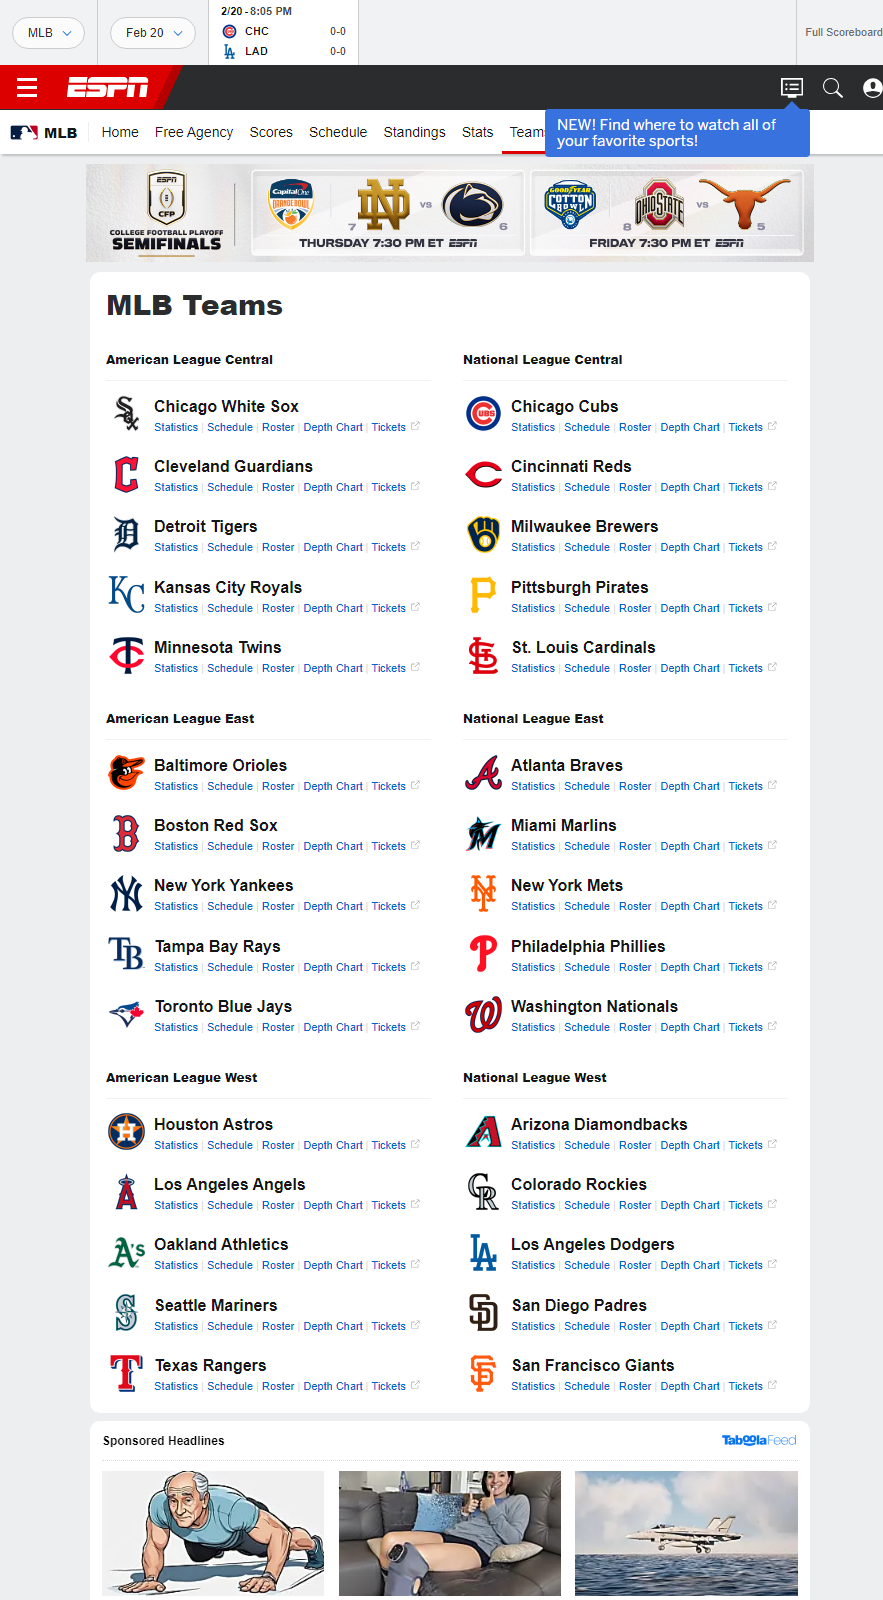 MLB
Feb 20
2/20 - 8:05 PM
CHC 0-0
LAD 0-0
Full Scoreboard
ESPN
MLB Home Free Agency Scores Schedule Standings Stats Teams
NEW! Find where to watch all of
your favorite sports!
ESPN
CFP
COLLEGE FOOTBALL PLAYOFF
SEMIFINALS
Capital One
ORANGE BOWL
7 VS 6
THURSDAY 7:30 PM ET ESPN
GOODYEAR
COTTON BOWL
8 OHIO STATE VS 5
FRIDAY 7:30 PM ET ESPN
MLB Teams
American League Central
Chicago White Sox
Statistics | Schedule | Roster | Depth Chart | Tickets
Cleveland Guardians
Statistics | Schedule | Roster | Depth Chart | Tickets
Detroit Tigers
Statistics | Schedule | Roster | Depth Chart | Tickets
Kansas City Royals
Statistics | Schedule | Roster | Depth Chart | Tickets
Minnesota Twins
Statistics | Schedule | Roster | Depth Chart | Tickets
American League East
Baltimore Orioles
Statistics | Schedule | Roster | Depth Chart | Tickets
Boston Red Sox
Statistics | Schedule | Roster | Depth Chart | Tickets
New York Yankees
Statistics | Schedule | Roster | Depth Chart | Tickets
Tampa Bay Rays
Statistics | Schedule | Roster | Depth Chart | Tickets
Toronto Blue Jays
Statistics | Schedule | Roster | Depth Chart | Tickets
American League West
Houston Astros
Statistics | Schedule | Roster | Depth Chart | Tickets
Los Angeles Angels
Statistics | Schedule | Roster | Depth Chart | Tickets
Oakland Athletics
Statistics | Schedule | Roster | Depth Chart | Tickets
Seattle Mariners
Statistics | Schedule | Roster | Depth Chart | Tickets
Texas Rangers
Statistics | Schedule | Roster | Depth Chart | Tickets
National League Central
Chicago Cubs
Statistics | Schedule | Roster | Depth Chart | Tickets
Cincinnati Reds
Statistics | Schedule | Roster | Depth Chart | Tickets
Milwaukee Brewers
Statistics | Schedule | Roster | Depth Chart | Tickets
Pittsburgh Pirates
Statistics | Schedule | Roster | Depth Chart | Tickets
St. Louis Cardinals
Statistics | Schedule | Roster | Depth Chart | Tickets
National League East
Atlanta Braves
Statistics | Schedule | Roster | Depth Chart | Tickets
Miami Marlins
Statistics | Schedule | Roster | Depth Chart | Tickets
New York Mets
Statistics | Schedule | Roster | Depth Chart | Tickets
Philadelphia Phillies
Statistics | Schedule | Roster | Depth Chart | Tickets
Washington Nationals
Statistics | Schedule | Roster | Depth Chart | Tickets
National League West
Arizona Diamondbacks
Statistics | Schedule | Roster | Depth Chart | Tickets
Colorado Rockies
Statistics | Schedule | Roster | Depth Chart | Tickets
Los Angeles Dodgers
Statistics | Schedule | Roster | Depth Chart | Tickets
San Diego Padres
Statistics | Schedule | Roster | Depth Chart | Tickets
San Francisco Giants
Statistics | Schedule | Roster | Depth Chart | Tickets
Sponsored Headlines
Taboola Feed